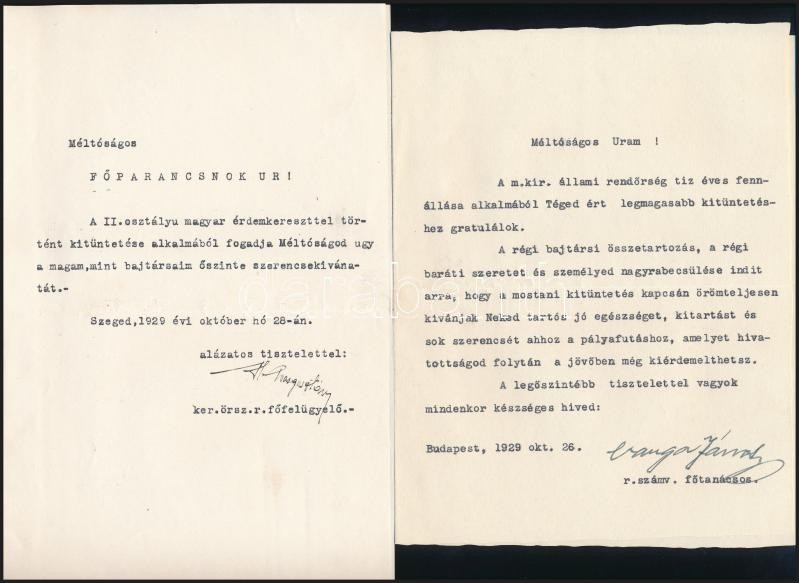 Méltóságos
FŐPARANCSNOK UR!
A II.osztályu magyar érdemkereszttel tör-
tént kitüntetése alkalmából fogadja Méltóságod ugy
a magam,mint bajtársaim őszinte szerencsekivána-
tát.-
Szeged,1929 évi október hó 28-án.
alázatos tisztelettel:
ker.örsz.r.főfelügyelő.-
Méltóságos Uram !
A m.kir. állami rendőrség tiz éves fenn-
állása alkalmából Téged ért legmagasabb kitüntetés-
hez gratulálok.
A régi bajtársi összetartozás, a régi
baráti szeretet és személyed nagyrabecsülése indit
arra, hogy a mostani kitüntetés kapcsán örömteljesen
kivánjak Neked tartós jó egészséget, kitartást és
sok szerencsét ahhoz a pályafutáshoz, amelyet hiva-
tottságod folytán a jövőben még kiérdemelhetsz.
A legőszintébb tisztelettel vagyok
mindenkor készséges hived:
Budapest, 1929 okt. 26.
Varga János
r.számv. főtanácsos.
darabanth